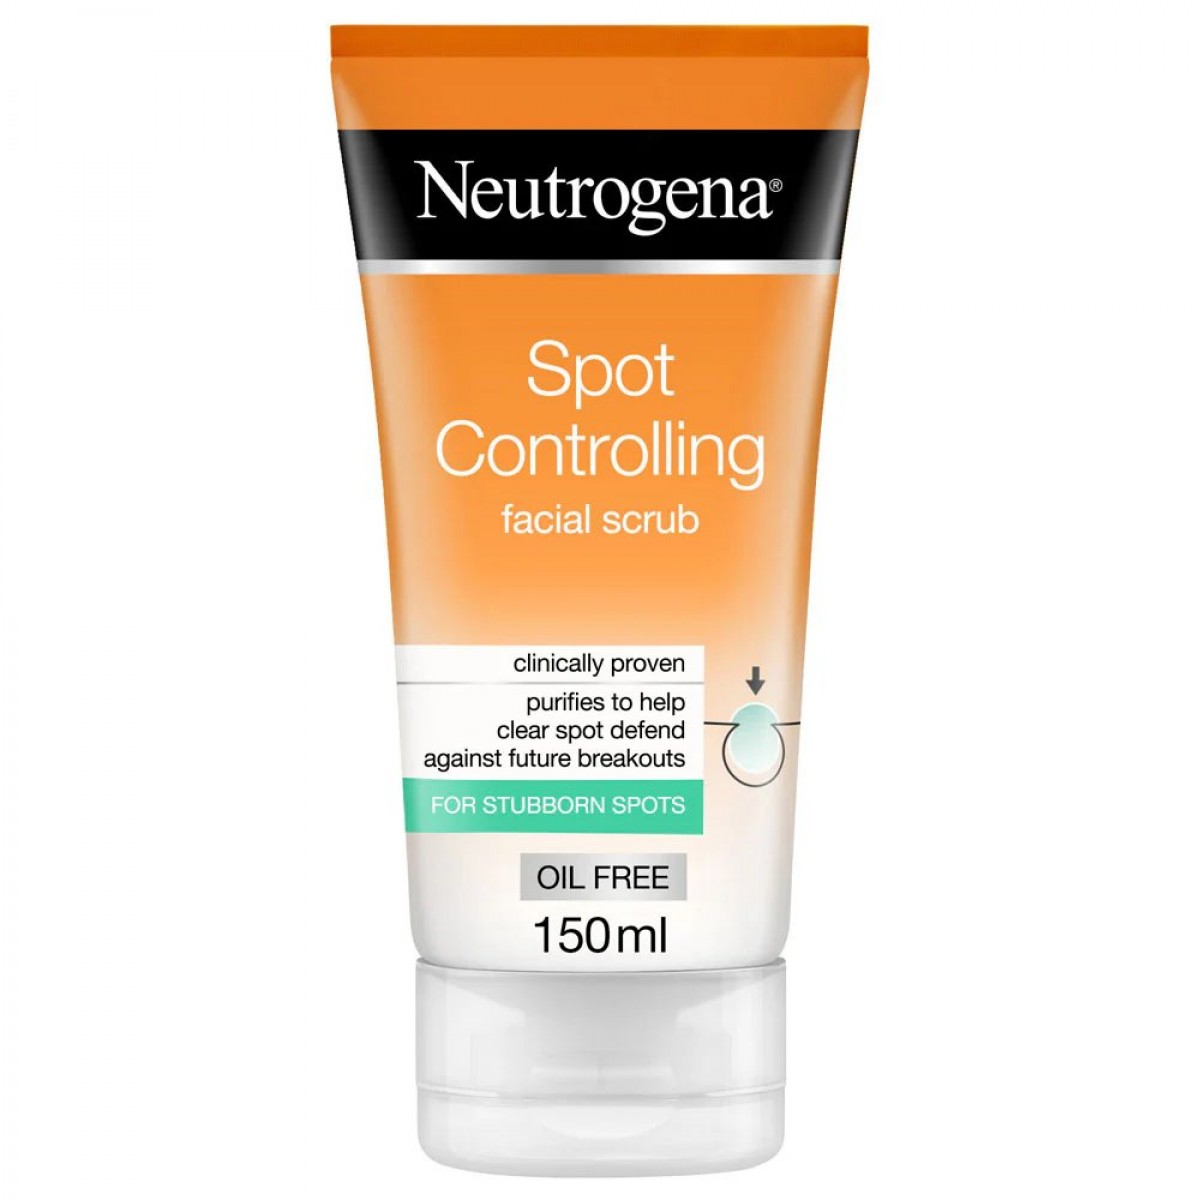 Neutrogena®
Spot
Controlling
facial scrub
clinically proven
purifies to help
clear spot defend
against future breakouts
FOR STUBBORN SPOTS
OIL FREE
150ml